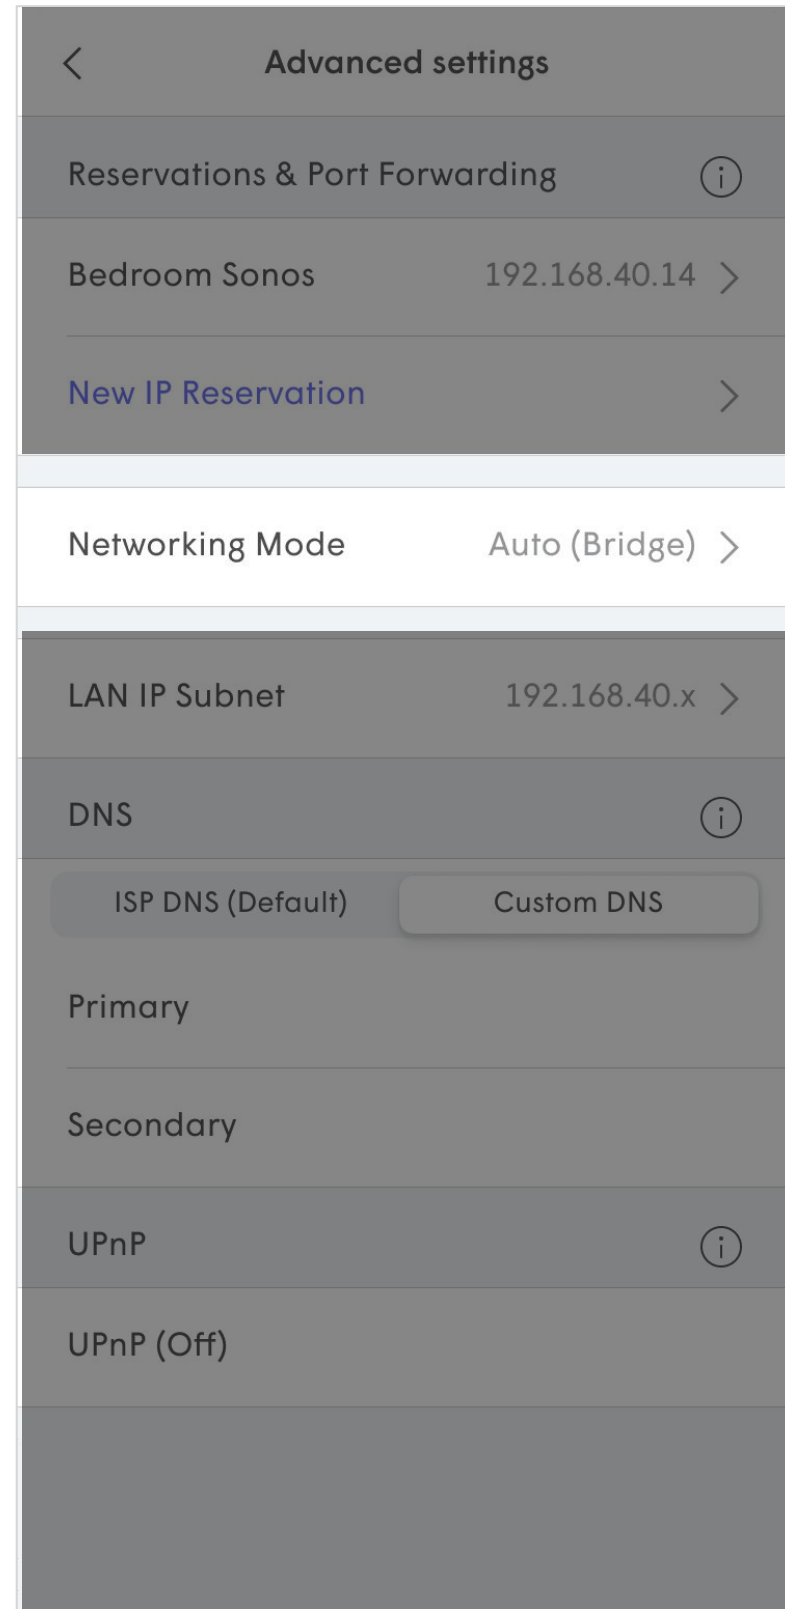 Advanced settings
Reservations & Port Forwarding
Bedroom Sonos 192.168.40.14
New IP Reservation
Networking Mode Auto (Bridge)
LAN IP Subnet 192.168.40.x
DNS
ISP DNS (Default) Custom DNS
Primary
Secondary
UPnP
UPnP (Off)